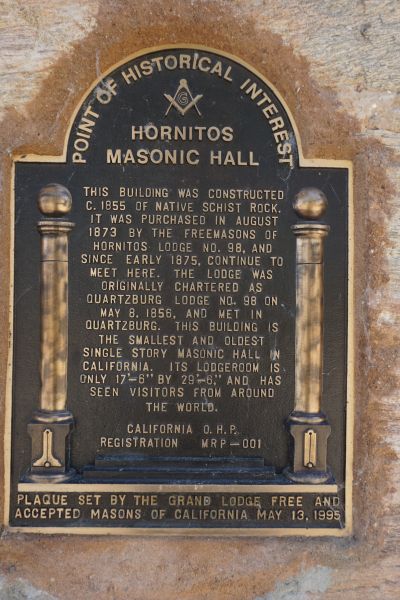 POINT OF HISTORICAL INTEREST
G
HORNITOS
MASONIC HALL
THIS BUILDING WAS CONSTRUCTED
C. 1855 OF NATIVE SCHIST ROCK.
IT WAS PURCHASED IN AUGUST
1873 BY THE FREEMASONS OF
HORNITOS LODGE NO. 98, AND
SINCE EARLY 1875, CONTINUE TO
MEET HERE. THE LODGE WAS
ORIGINALLY CHARTERED AS
QUARTZBURG LODGE NO. 98 ON
MAY 8, 1856, AND MET IN
QUARTZBURG. THIS BUILDING IS
THE SMALLEST AND OLDEST
SINGLE STORY MASONIC HALL IN
CALIFORNIA. ITS LODGEROOM IS
ONLY 17'-6" BY 29'-6" AND HAS
SEEN VISITORS FROM AROUND
THE WORLD.
CALIFORNIA O.H.P.
REGISTRATION MRP-001
PLAQUE SET BY THE GRAND LODGE FREE AND
ACCEPTED MASONS OF CALIFORNIA MAY 13, 1995